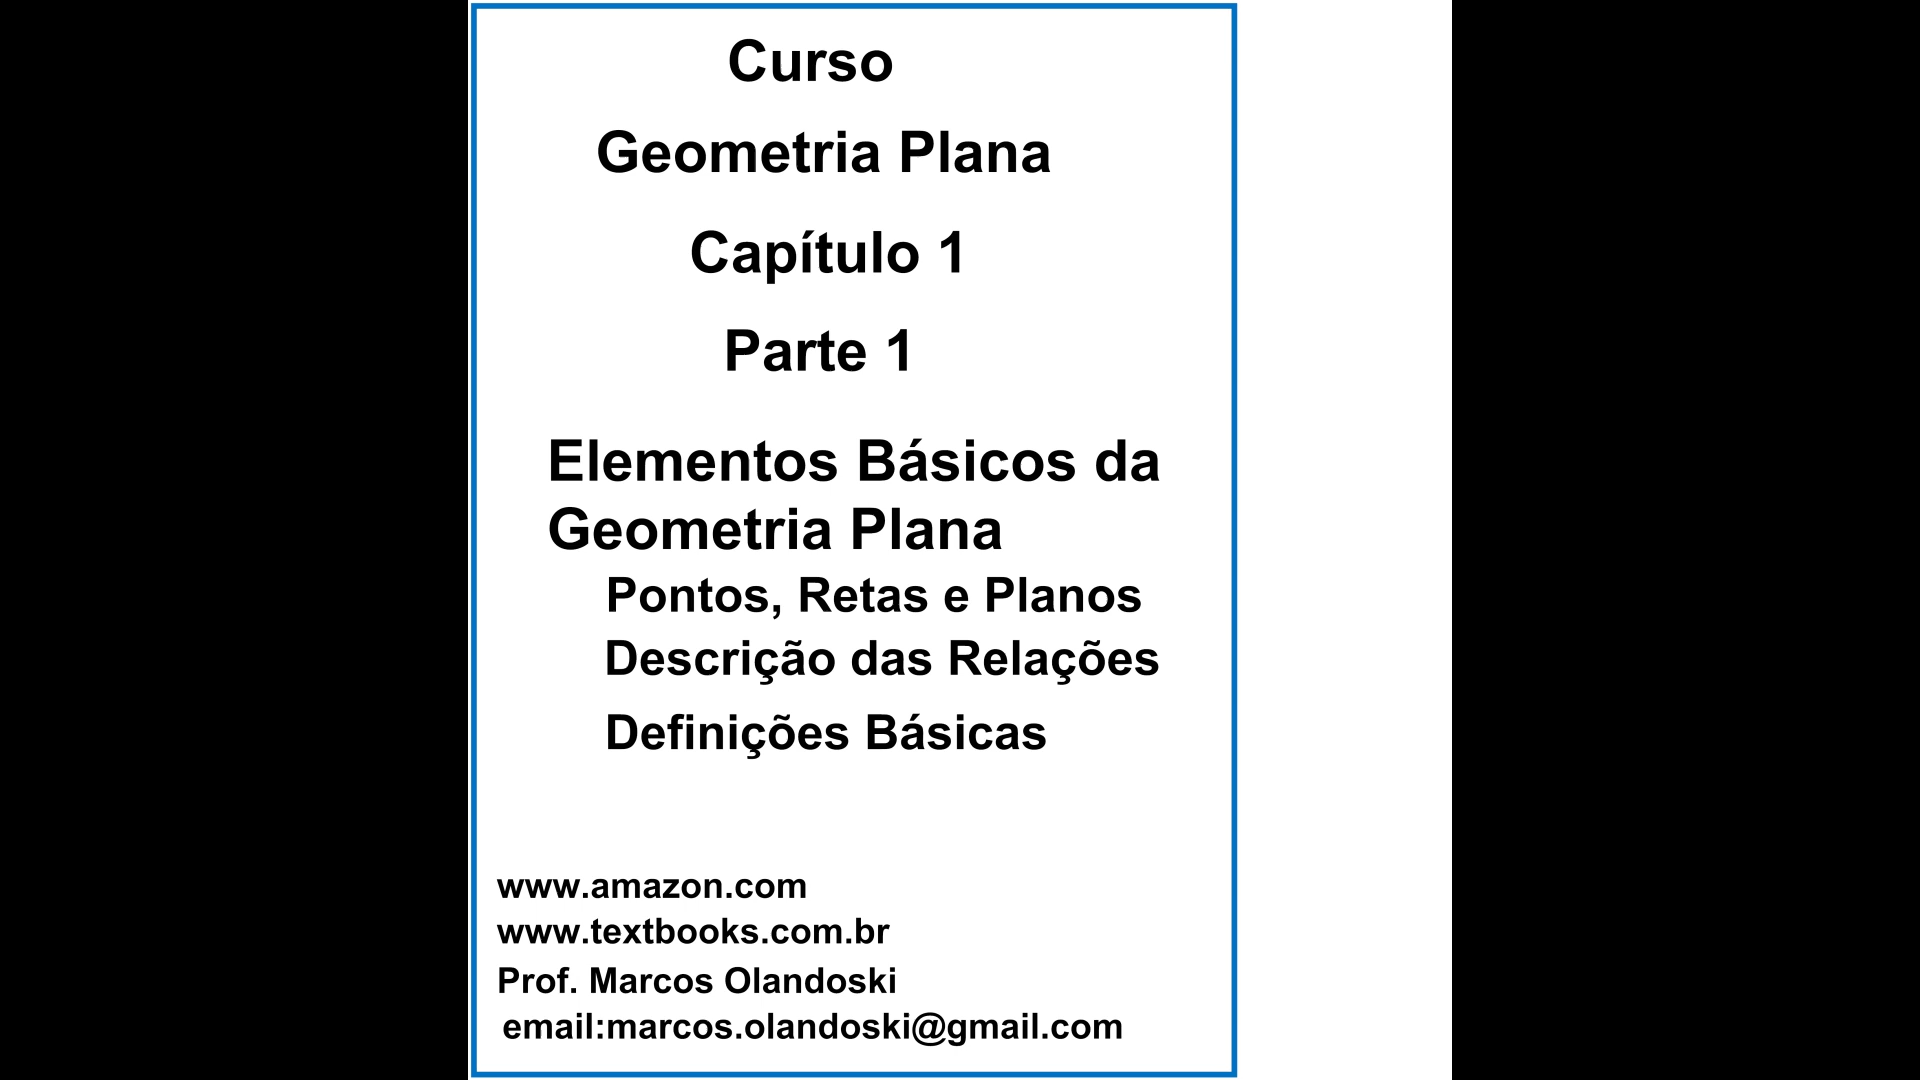 Curso
Geometria Plana
Capítulo 1
Parte 1
Elementos Básicos da
Geometria Plana
Pontos, Retas e Planos
Descrição das Relações
Definições Básicas
www.amazon.com
www.textbooks.com.br
Prof. Marcos Olandoski
email:marcos.olandoski@gmail.com